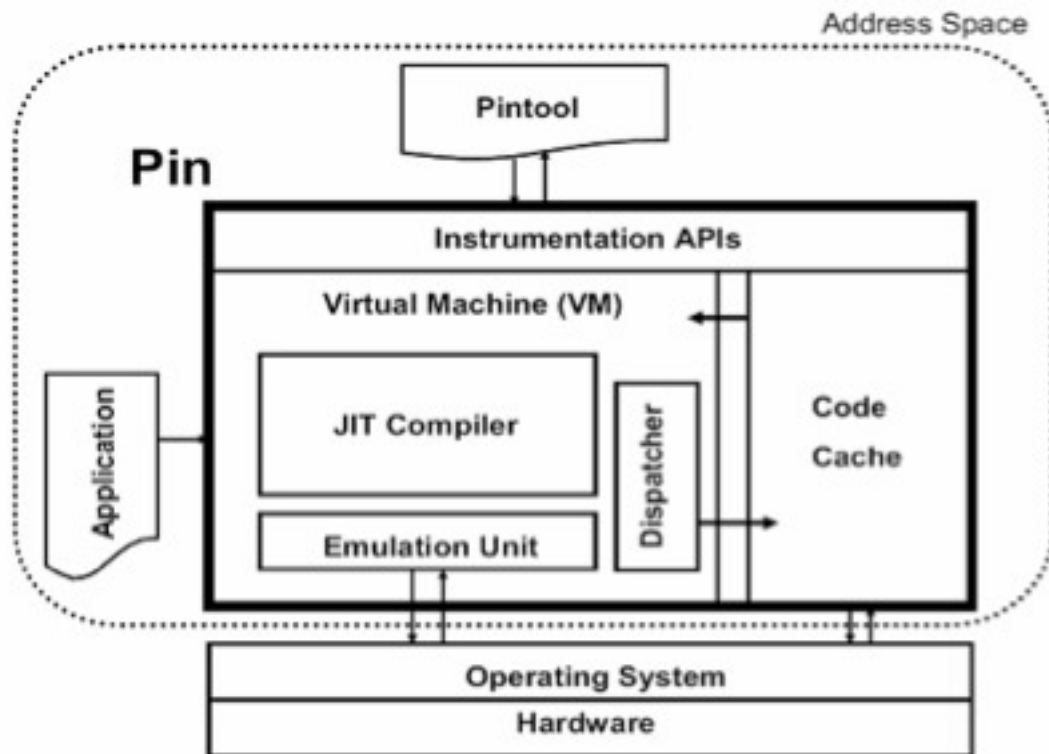 Address Space
Pintool
Pin
Instrumentation APIs
Virtual Machine (VM)
Application
JIT Compiler
Dispatcher
Code
Cache
Emulation Unit
Operating System
Hardware